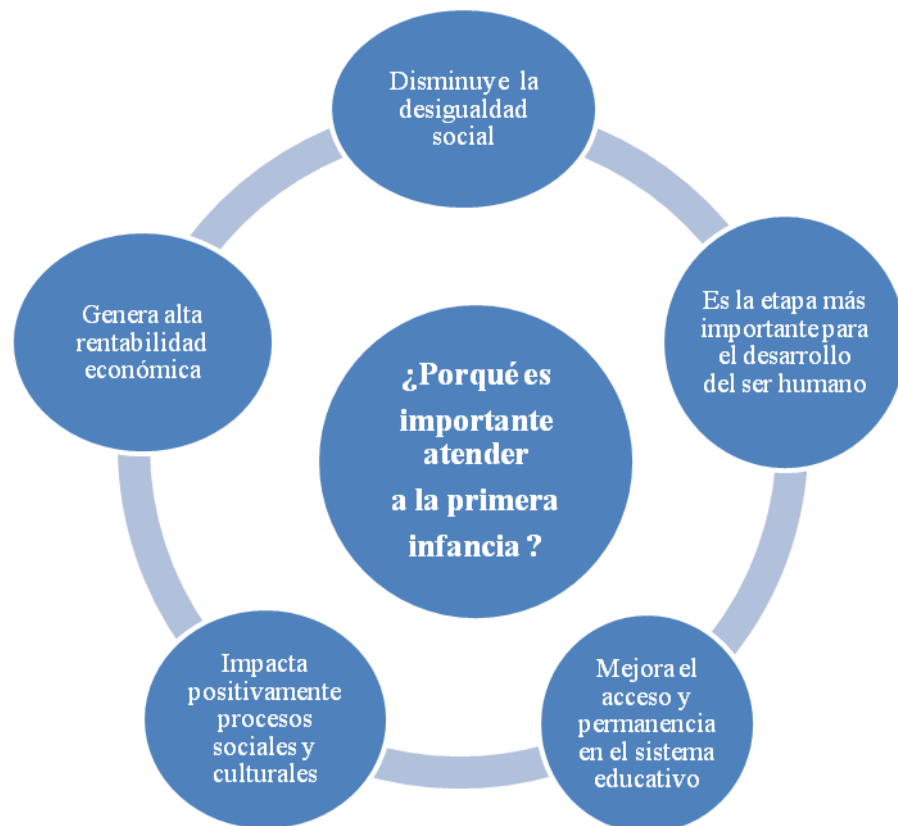 Disminuye la
desigualdad
social
Es la etapa más
importante para
el desarrollo
del ser humano
Mejora el
acceso y
permanencia
en el sistema
educativo
Impacta
positivamente
procesos
sociales y
culturales
Genera alta
rentabilidad
económica
¿Porqué es
importante
atender
a la primera
infancia ?